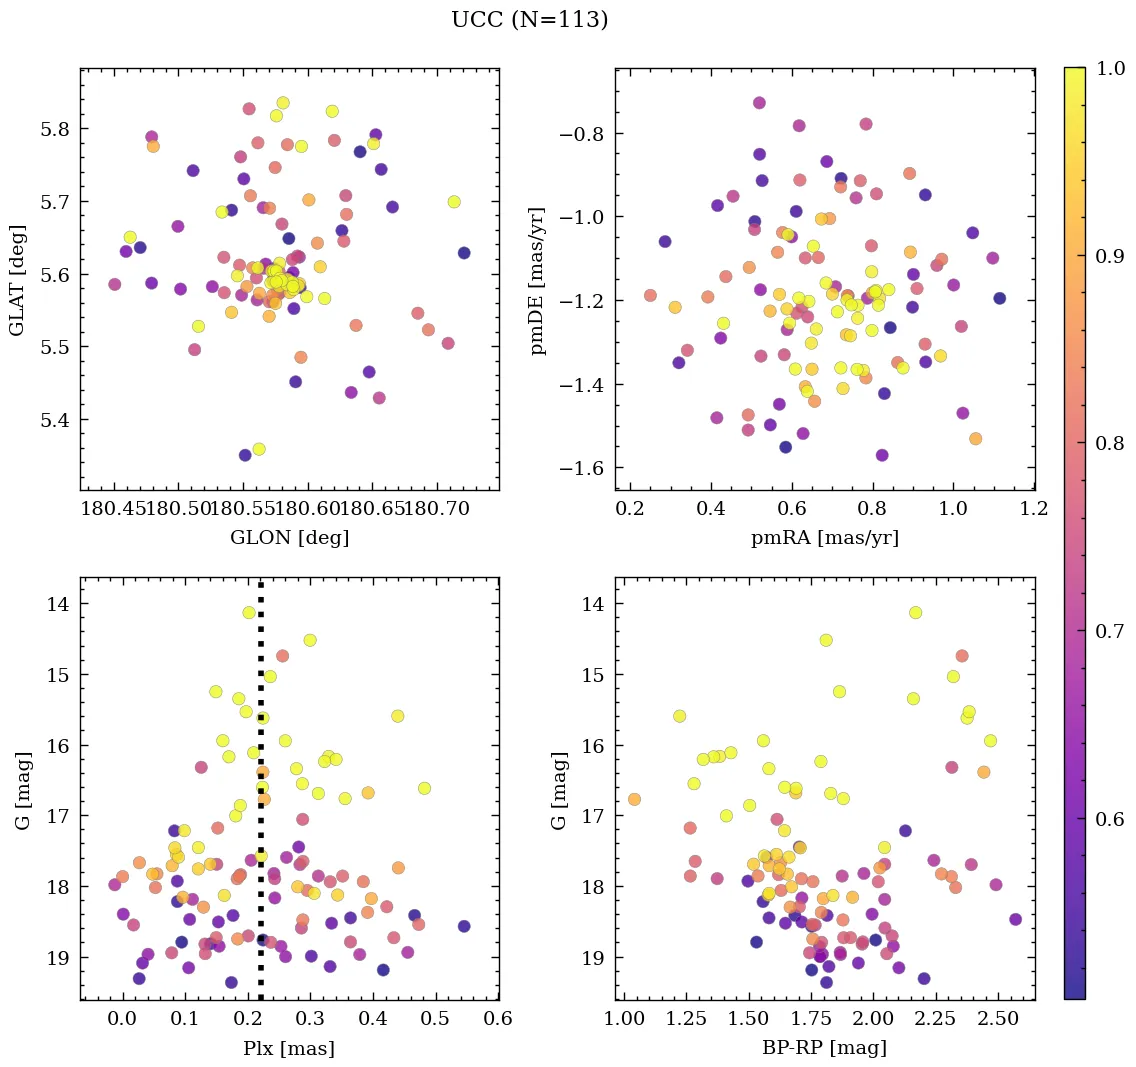 UCC (N=113)
5.8
5.7
5.6
5.5
5.4
GLAT [deg]
180.45 180.50 180.55 180.60 180.65 180.70
GLON [deg]
−0.8
−1.0
−1.2
−1.4
−1.6
pmDE [mas/yr]
0.2 0.4 0.6 0.8 1.0 1.2
pmRA [mas/yr]
1.0
0.9
0.8
0.7
0.6
14
15
16
17
18
19
G [mag]
0.0 0.1 0.2 0.3 0.4 0.5 0.6
Plx [mas]
14
15
16
17
18
19
G [mag]
1.00 1.25 1.50 1.75 2.00 2.25 2.50
BP-RP [mag]